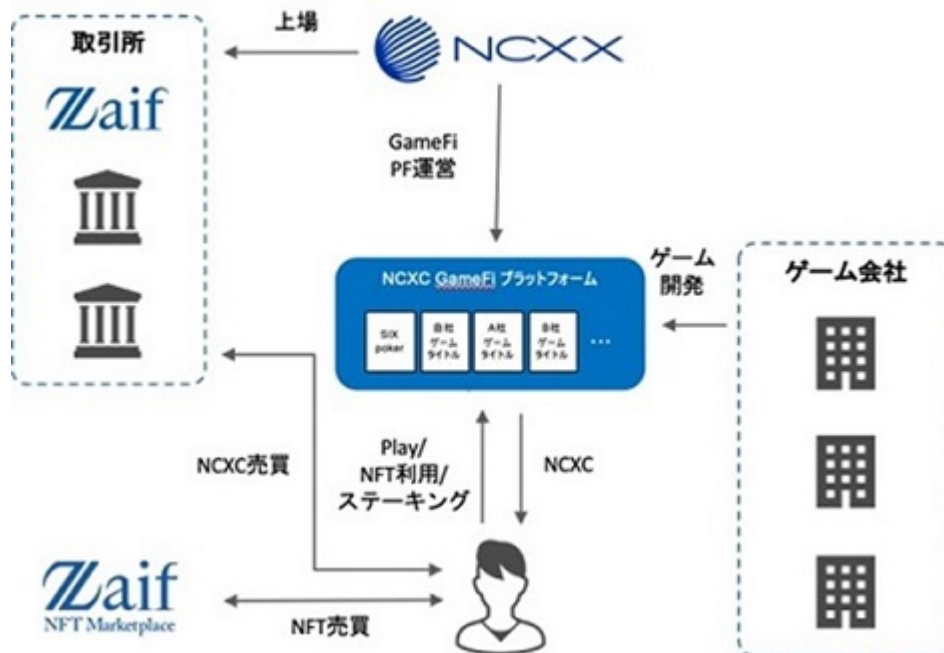 取引所
上場
NCXX
Zaif
GameFi
PF運営
NCXC GameFi プラットフォーム
SIX
poker
自社
ゲーム
タイトル
A社
ゲーム
タイトル
B社
ゲーム
タイトル
…
ゲーム
開発
ゲーム会社
NCXC売買
Play/
NFT利用/
ステーキング
NCXC
Zaif
NFT Marketplace
NFT売買